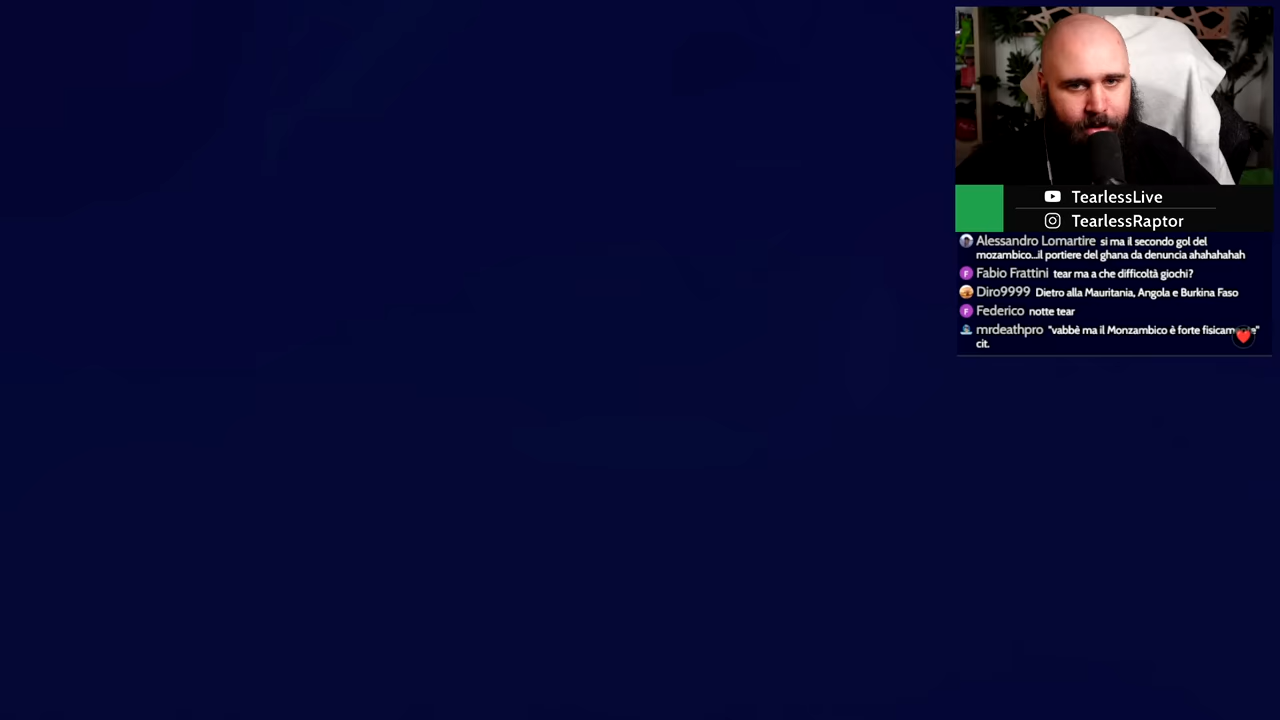 TearlessLive
TearlessRaptor
Alessandro Lomartire si ma il secondo gol del
mozambico...il portiere del ghana da denuncia ahahahahah
Fabio Frattini tear ma a che difficoltà giochi?
Diro9999 Dietro alla Mauritania, Angola e Burkina Faso
Federico notte tear
mrdeathpro "vabbè ma il Monzambico è forte
cit.